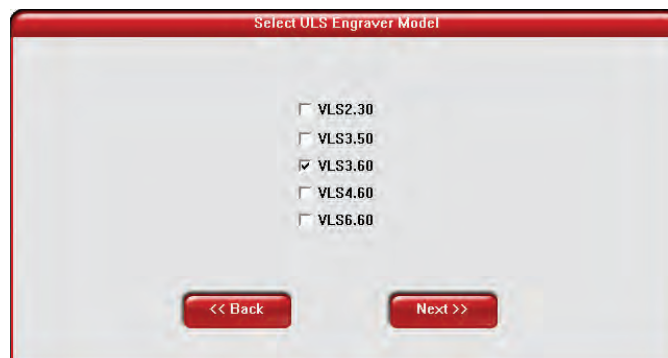 Select ULS Engraver Model
VLS2.30
VLS3.50
VLS3.60
VLS4.60
VLS6.60
<< Back
Next >>